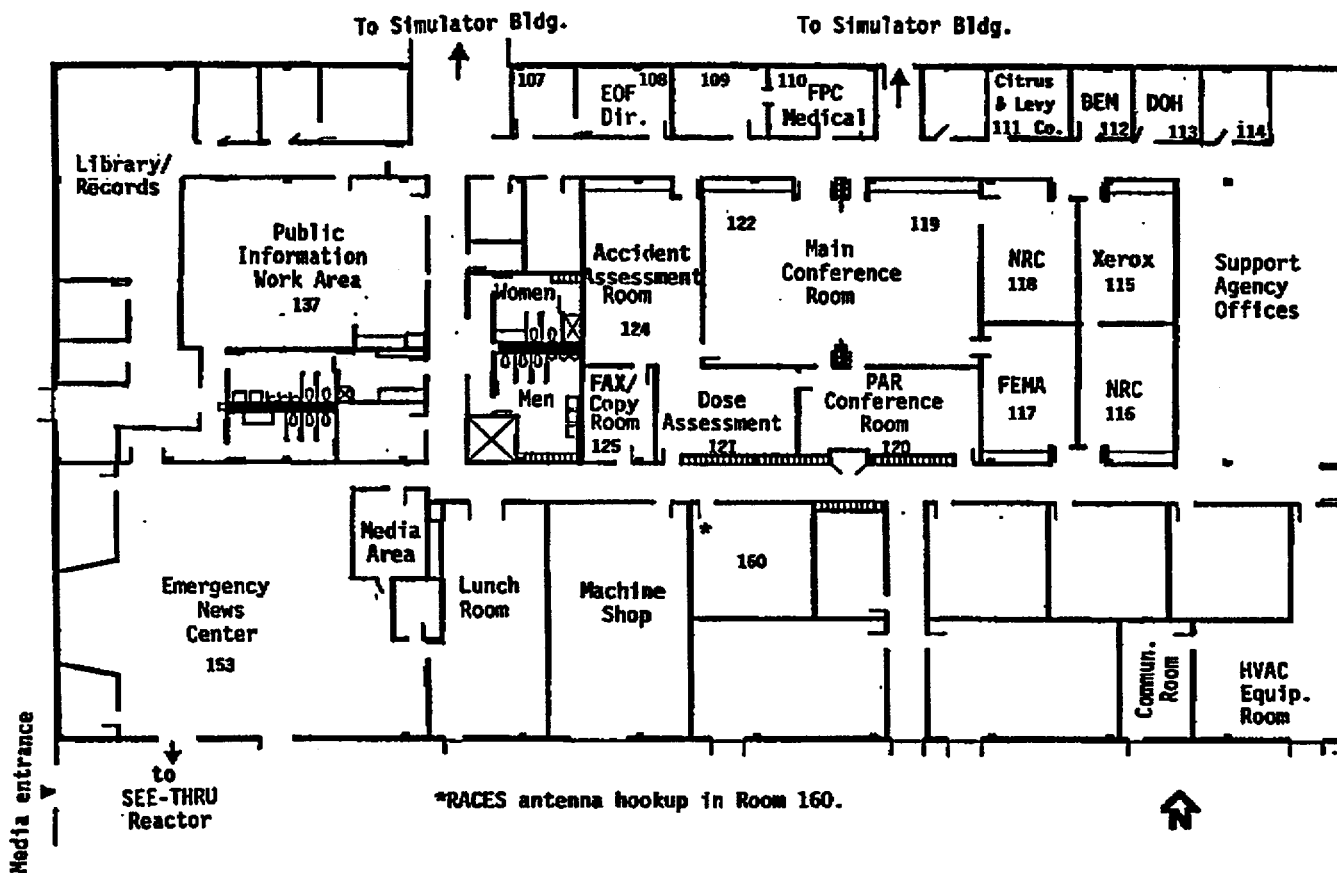 To Simulator Bldg.
To Simulator Bldg.
107
108
EOF
Dir.
109
110
FPC
Medical
Citrus
& Levy
111 Co.
BEM
112
DOH
113
114
Library/
Records
Public
Information
Work Area
137
Women
Men
Accident
Assessment
Room
124
122
119
Main
Conference
Room
NRC
118
Xerox
115
Support
Agency
Offices
FAX/
Copy
Room
125
Dose
Assessment
121
PAR
Conference
Room
120
FEMA
117
NRC
116
Media
Area
Emergency
News
Center
153
Lunch
Room
Machine
Shop
*
160
Commun.
Room
HVAC
Equip.
Room
Media entrance
to
SEE-THRU
Reactor
*RACES antenna hookup in Room 160.
N